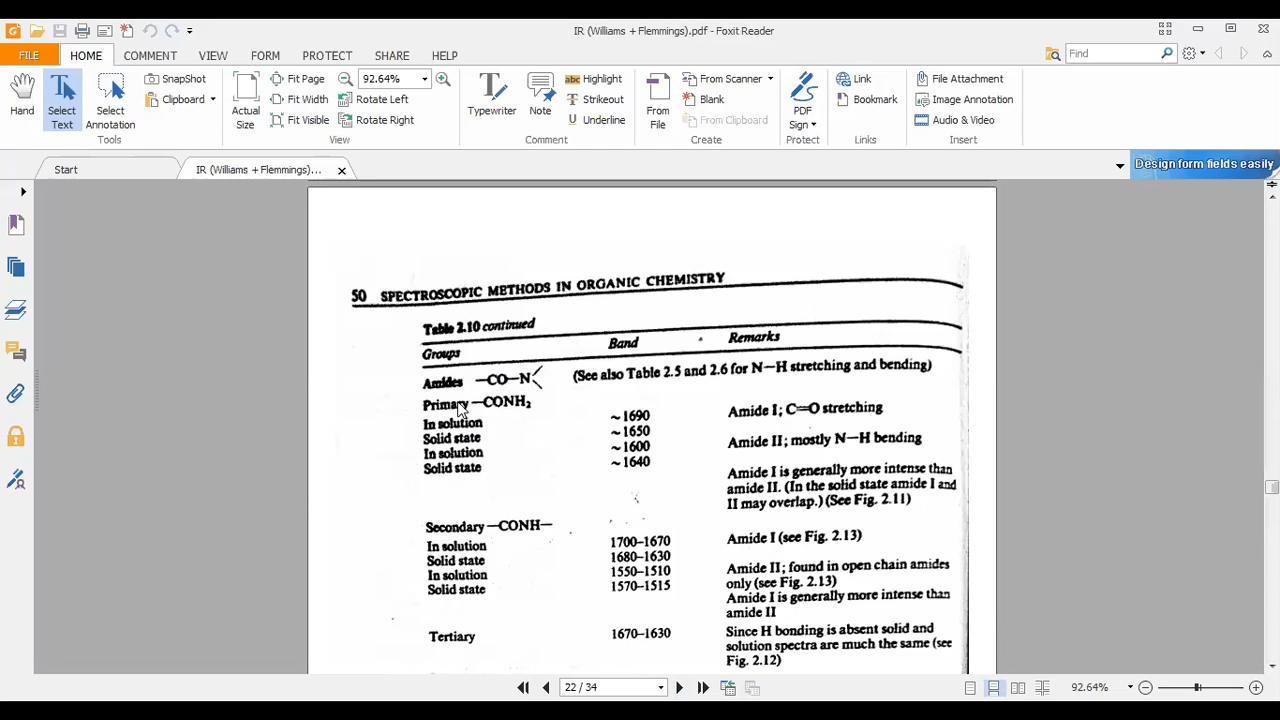 IR (Williams + Flemmings).pdf - Foxit Reader
FILE HOME COMMENT VIEW FORM PROTECT SHARE HELP
Find
Hand
Select Text
Select Annotation
SnapShot
Clipboard
Tools
Actual Size
Fit Page
Fit Width
Fit Visible
92.64%
Rotate Left
Rotate Right
View
Typewriter
Note
Highlight
Strikeout
Underline
Comment
From File
From Scanner
Blank
From Clipboard
Create
PDF Sign
Protect
Link
Bookmark
Links
File Attachment
Image Annotation
Audio & Video
Insert
Start
IR (Williams + Flemmings)...
Design form fields easily
50 SPECTROSCOPIC METHODS IN ORGANIC CHEMISTRY
Table 2.10 continued
Groups Band Remarks
Amides —CO—N (See also Table 2.5 and 2.6 for N—H stretching and bending)
Primary —CONH₂
In solution ~1690 Amide I; C=O stretching
Solid state ~1650
In solution ~1600 Amide II; mostly N—H bending
Solid state ~1640
Amide I is generally more intense than
amide II. (In the solid state amide I and
II may overlap.) (See Fig. 2.11)
Secondary —CONH—
In solution 1700–1670 Amide I (see Fig. 2.13)
Solid state 1680–1630
In solution 1550–1510 Amide II; found in open chain amides
Solid state 1570–1515 only (see Fig. 2.13)
Amide I is generally more intense than
amide II
Tertiary 1670–1630 Since H bonding is absent solid and
solution spectra are much the same (see
Fig. 2.12)
22 / 34
92.64%